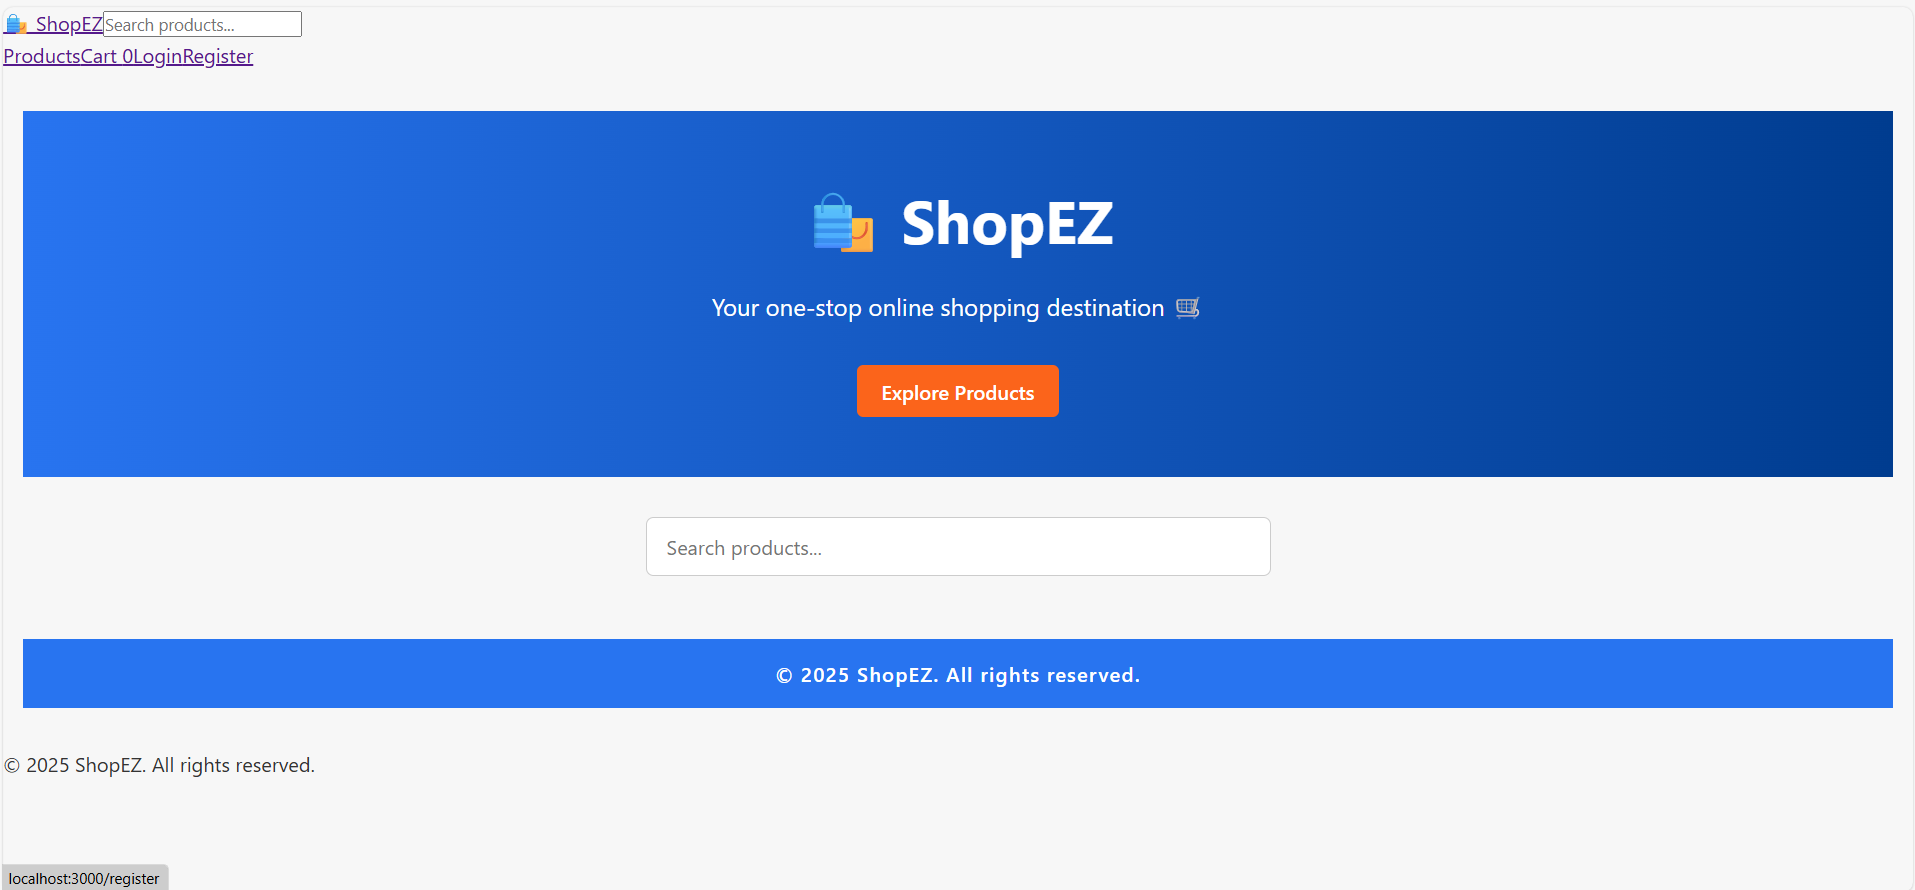 🛍️ ShopEZ Search products...
ProductsCart 0LoginRegister
🛍️ ShopEZ
Your one-stop online shopping destination 🛒
Explore Products
Search products...
© 2025 ShopEZ. All rights reserved.
© 2025 ShopEZ. All rights reserved.
localhost:3000/register